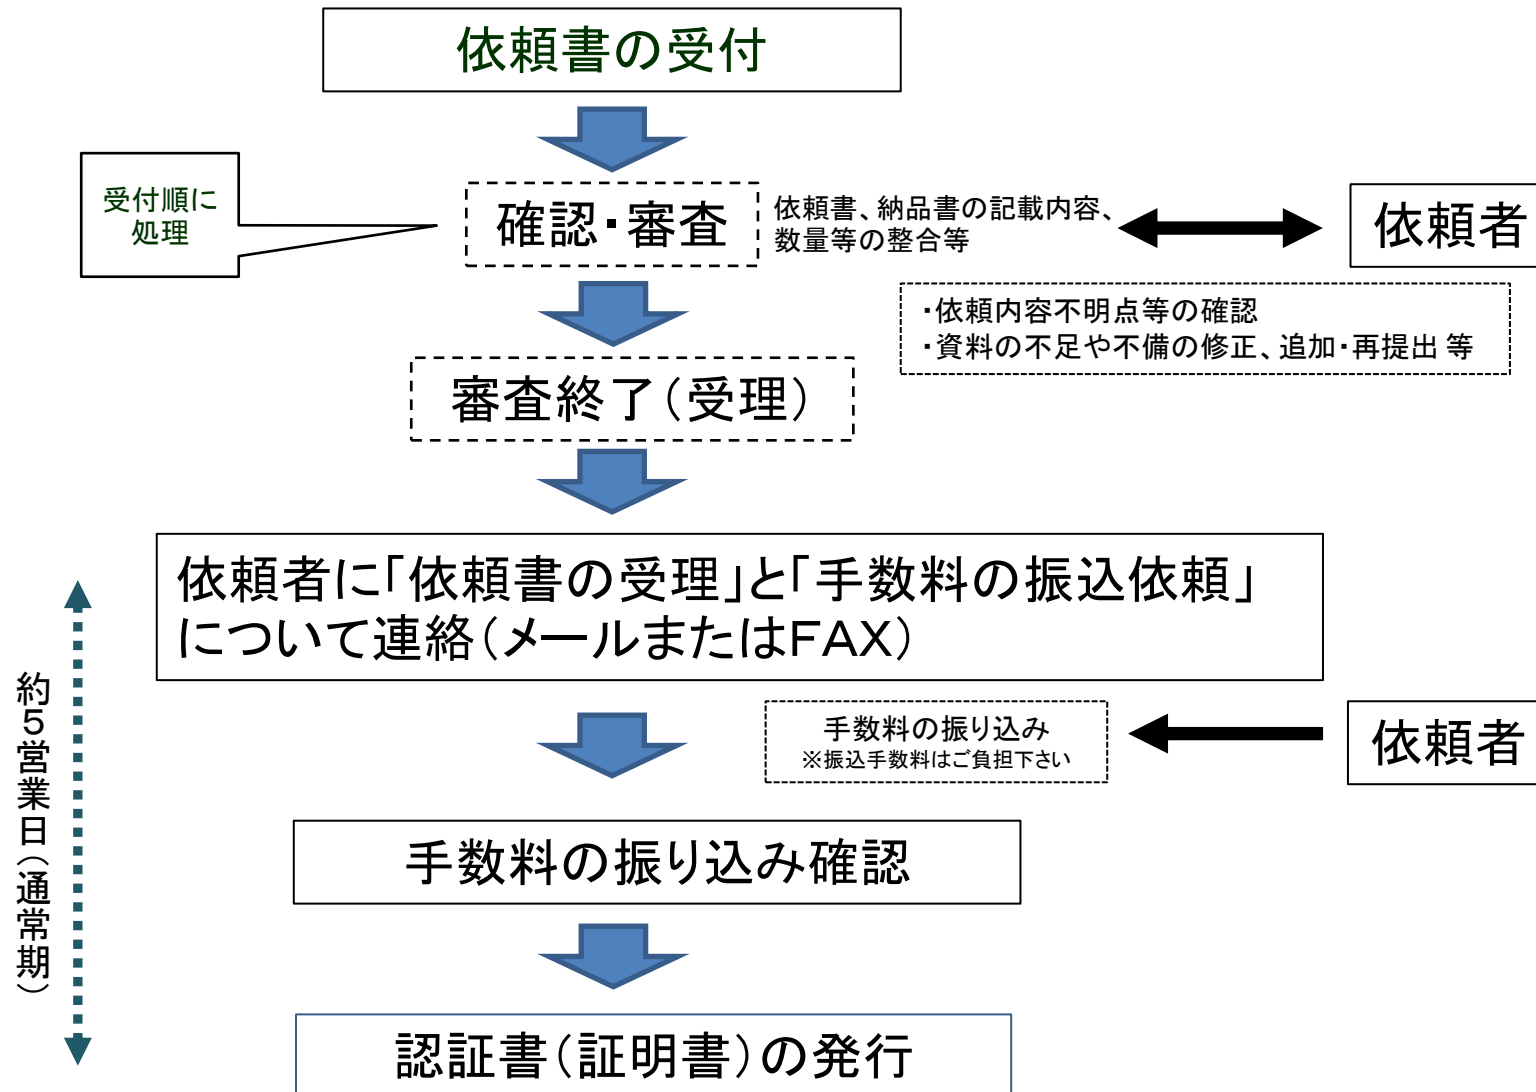 依頼書の受付
受付順に
処理
確認・審査
依頼書、納品書の記載内容、
数量等の整合等
依頼者
・依頼内容不明点等の確認
・資料の不足や不備の修正、追加・再提出 等
審査終了（受理）
依頼者に「依頼書の受理」と「手数料の振込依頼」
について連絡（メールまたはＦＡＸ）
約５営業日（通常期）
手数料の振り込み
※振込手数料はご負担下さい
依頼者
手数料の振り込み確認
認証書（証明書）の発行